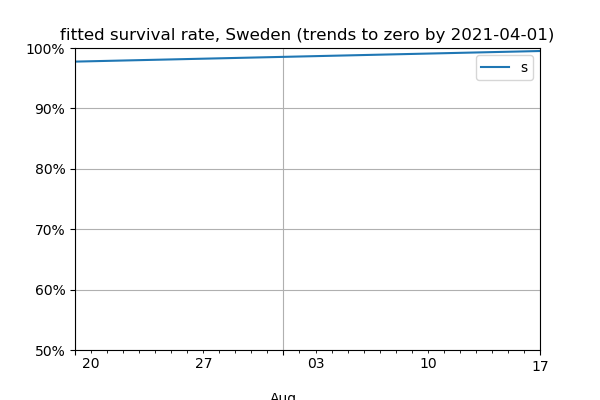 fitted survival rate, Sweden (trends to zero by 2021-04-01)
100%
s
90%
80%
70%
60%
50%
20 27 03 10 17
Aug